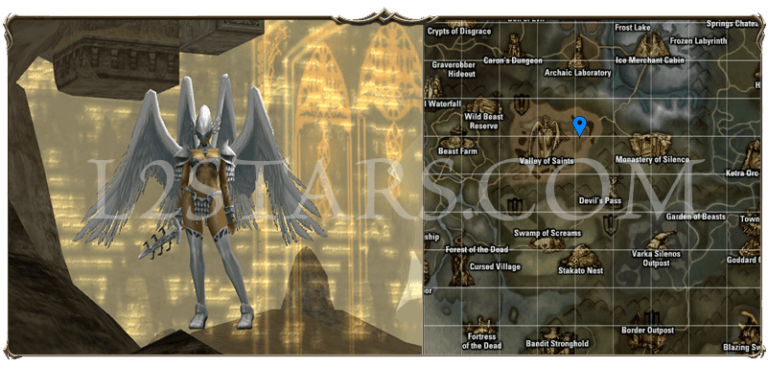 Crypts of Disgrace
Frost Lake
Springs
Caron's Dungeon
Frozen Labyrinth
Graverobber
Hideout
Archaic Laboratory
Ice Merchant Cabin
Waterfall
Wild Beast
Reserve
Beast Farm
Valley of Saints
Monastery of Silence
Ketra Orc
L2STARS.COM
Devil's Pass
Garden of Beasts
Town
Swamp of Screams
Forest of the Dead
Varka Silenos
Outpost
Goddard
Cursed Village
Stakato Nest
Fortress
of the Dead
Bandit Stronghold
Border Outpost
Blazing